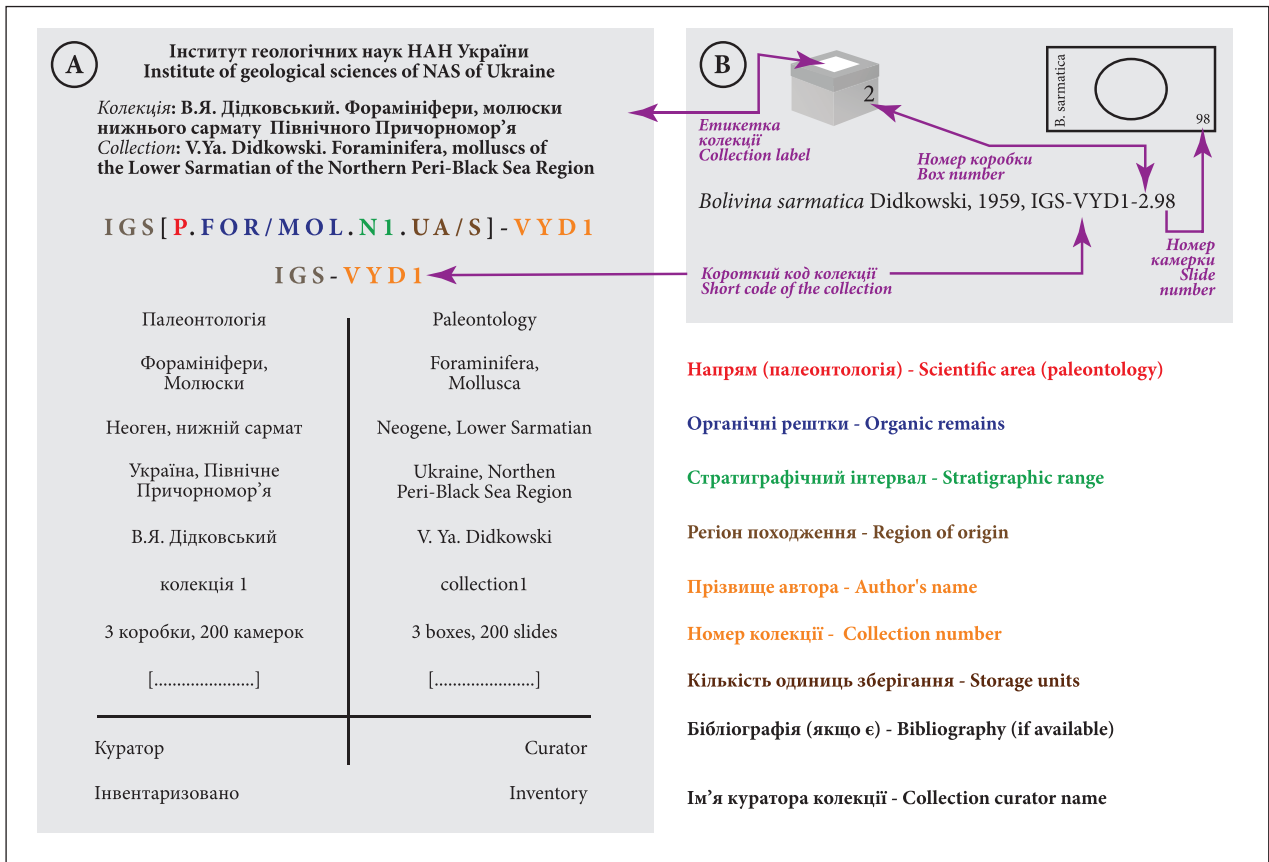 A
Інститут геологічних наук НАН України
Institute of geological sciences of NAS of Ukraine
Колекція: В.Я. Дідковський. Форамініфери, молюски
нижнього сармату Північного Причорномор’я
Collection: V.Ya. Didkowski. Foraminifera, molluscs of
the Lower Sarmatian of the Northern Peri-Black Sea Region
IGS[P.FOR/MOL.N1.UA/S]-VYD1
IGS-VYD1
Палеонтологія
Paleontology
Форамініфери,
Молюски
Foraminifera,
Mollusca
Неоген, нижній сармат
Neogene, Lower Sarmatian
Україна, Північне
Причорномор’я
Ukraine, Northen
Peri-Black Sea Region
В.Я. Дідковський
V. Ya. Didkowski
колекція 1
collection1
3 коробки, 200 камерок
3 boxes, 200 slides
[.......................]
[.......................]
Куратор
Curator
Інвентаризовано
Inventory
B
2
B. sarmatica
98
Етикетка
колекції
Collection label
Номер коробки
Box number
Bolivina sarmatica Didkowski, 1959, IGS-VYD1-2.98
Номер
камерки
Slide
number
Короткий код колекції
Short code of the collection
Напрям (палеонтологія) - Scientific area (paleontology)
Органічні рештки - Organic remains
Стратиграфічний інтервал - Stratigraphic range
Регіон походження - Region of origin
Прізвище автора - Author's name
Номер колекції - Collection number
Кількість одиниць зберігання - Storage units
Бібліографія (якщо є) - Bibliography (if available)
Ім’я куратора колекції - Collection curator name